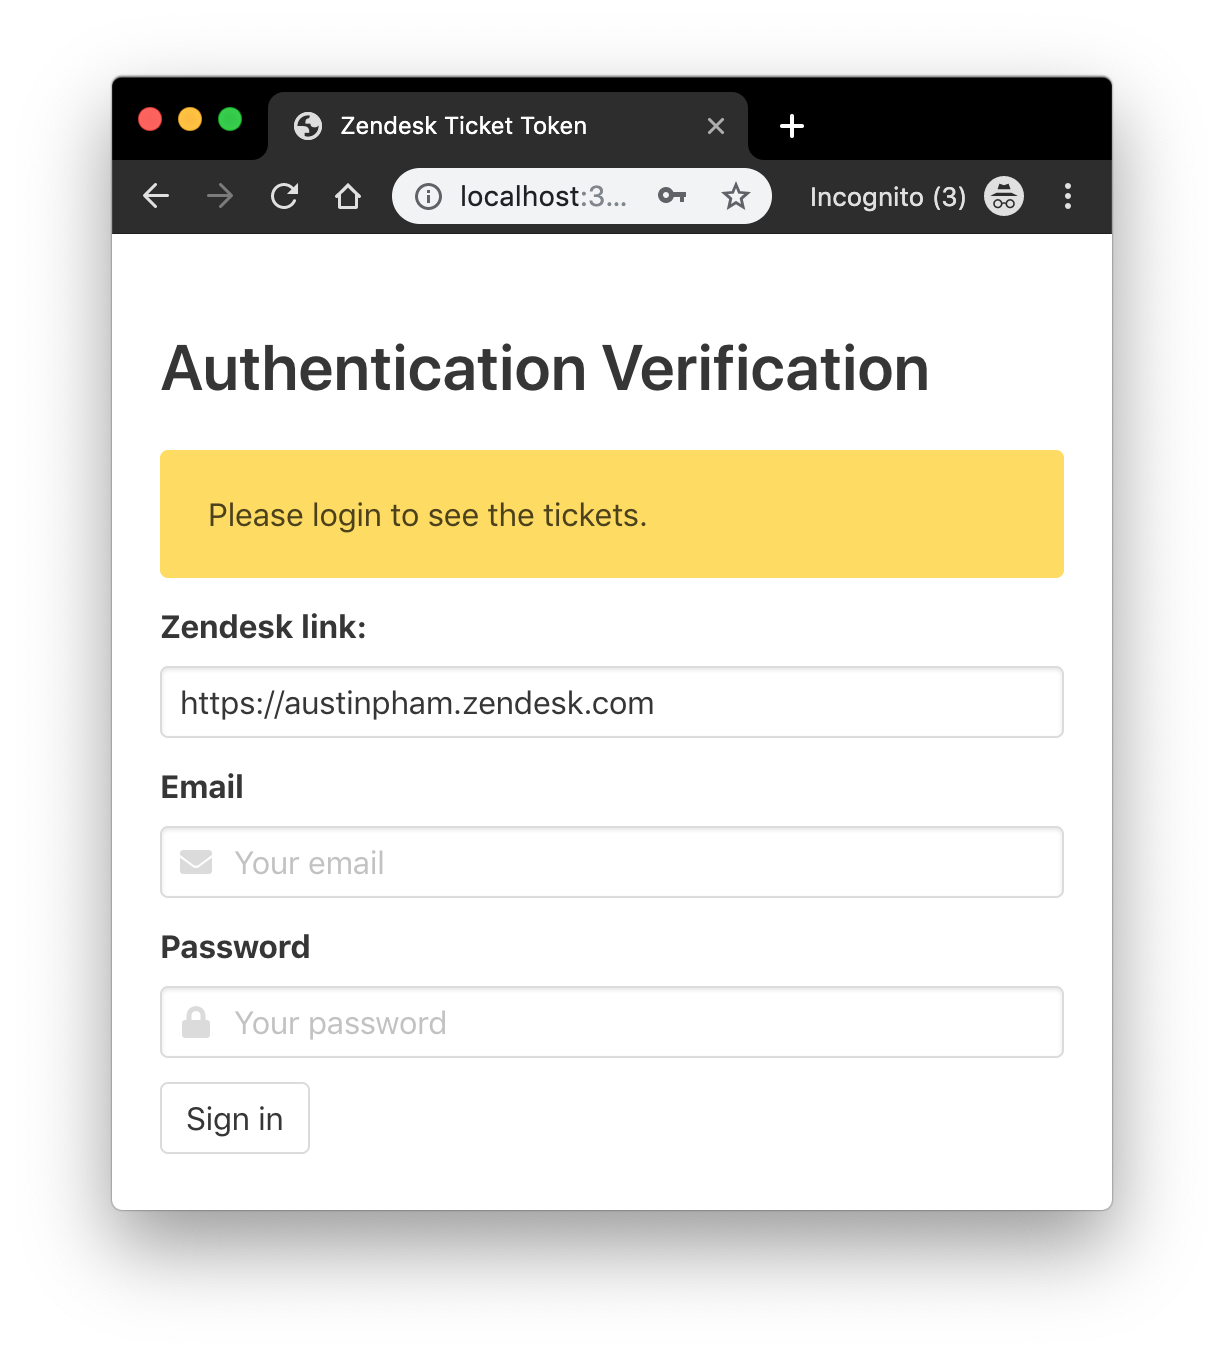 Zendesk Ticket Token
localhost:3...
Incognito (3)
Authentication Verification
Please login to see the tickets.
Zendesk link:
https://austinpham.zendesk.com
Email
Your email
Password
Your password
Sign in